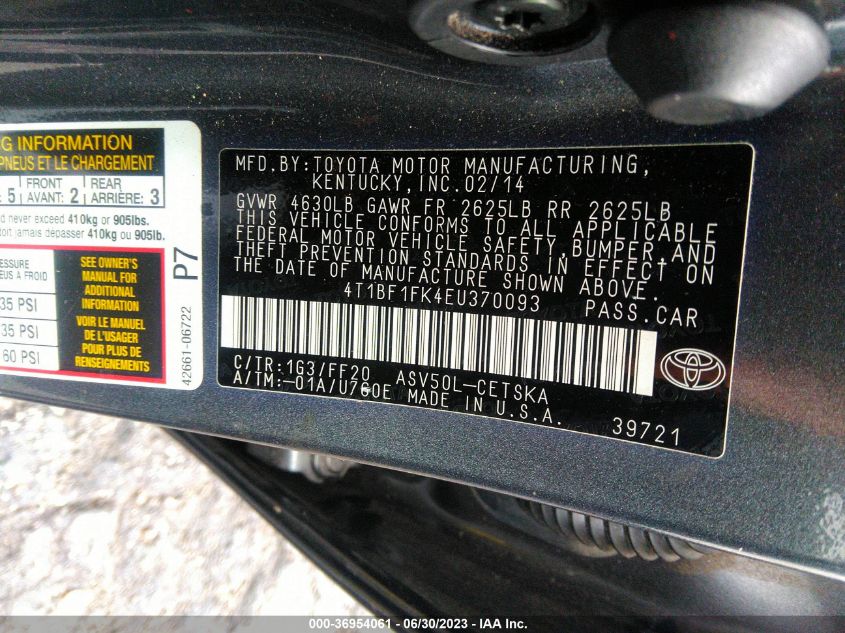 G INFORMATION
PNEUS ET LE CHARGEMENT
5 FRONT AVANT: 2 REAR ARRIÈRE: 3
d never exceed 410kg or 905lbs.
doit jamais dépasser 410kg ou 905lb.
ESSURE
EUS A FROID
35 PSI
35 PSI
60 PSI
SEE OWNER'S
MANUAL FOR
ADDITIONAL
INFORMATION
VOIR LE MANUEL
DE L'USAGER
POUR PLUS DE
RENSEIGNEMENTS
P7
42661-06722
MFD.BY:TOYOTA MOTOR MANUFACTURING,
KENTUCKY, INC.02/14
GVWR 4630LB GAWR FR 2625LB RR 2625LB
THIS VEHICLE CONFORMS TO ALL APPLICABLE
FEDERAL MOTOR VEHICLE SAFETY,BUMPER,AND
THEFT PREVENTION STANDARDS IN EFFECT ON
THE DATE OF MANUFACTURE SHOWN ABOVE.
4T1BF1FK4EU370093 PASS.CAR
C/TR:1G3/FF20 ASV50L-CETSKA
A/TM:-01A/U760E MADE IN U.S.A.
39721
000-36954061 - 06/30/2023 - IAA Inc.